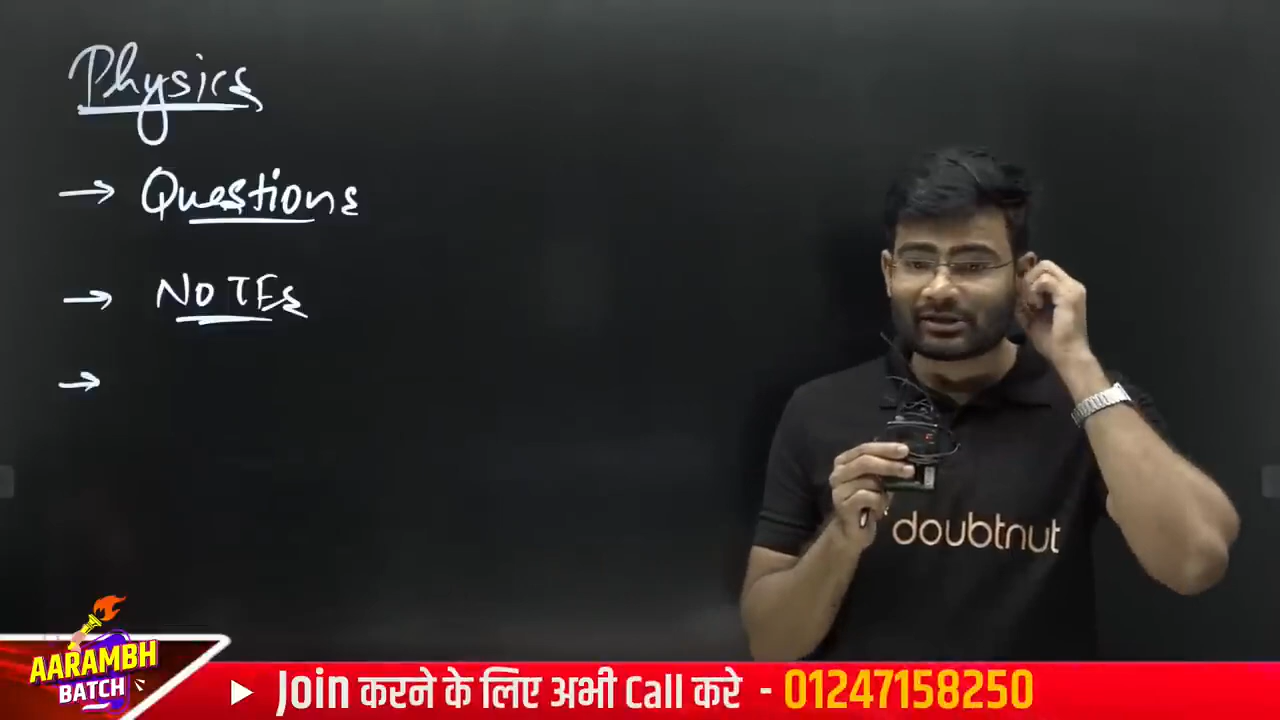 Physics
→ Questions
→ NOTEs
→
doubtnut
AARAMBH
BATCH
Join करने के लिए अभी Call करे - 01247158250